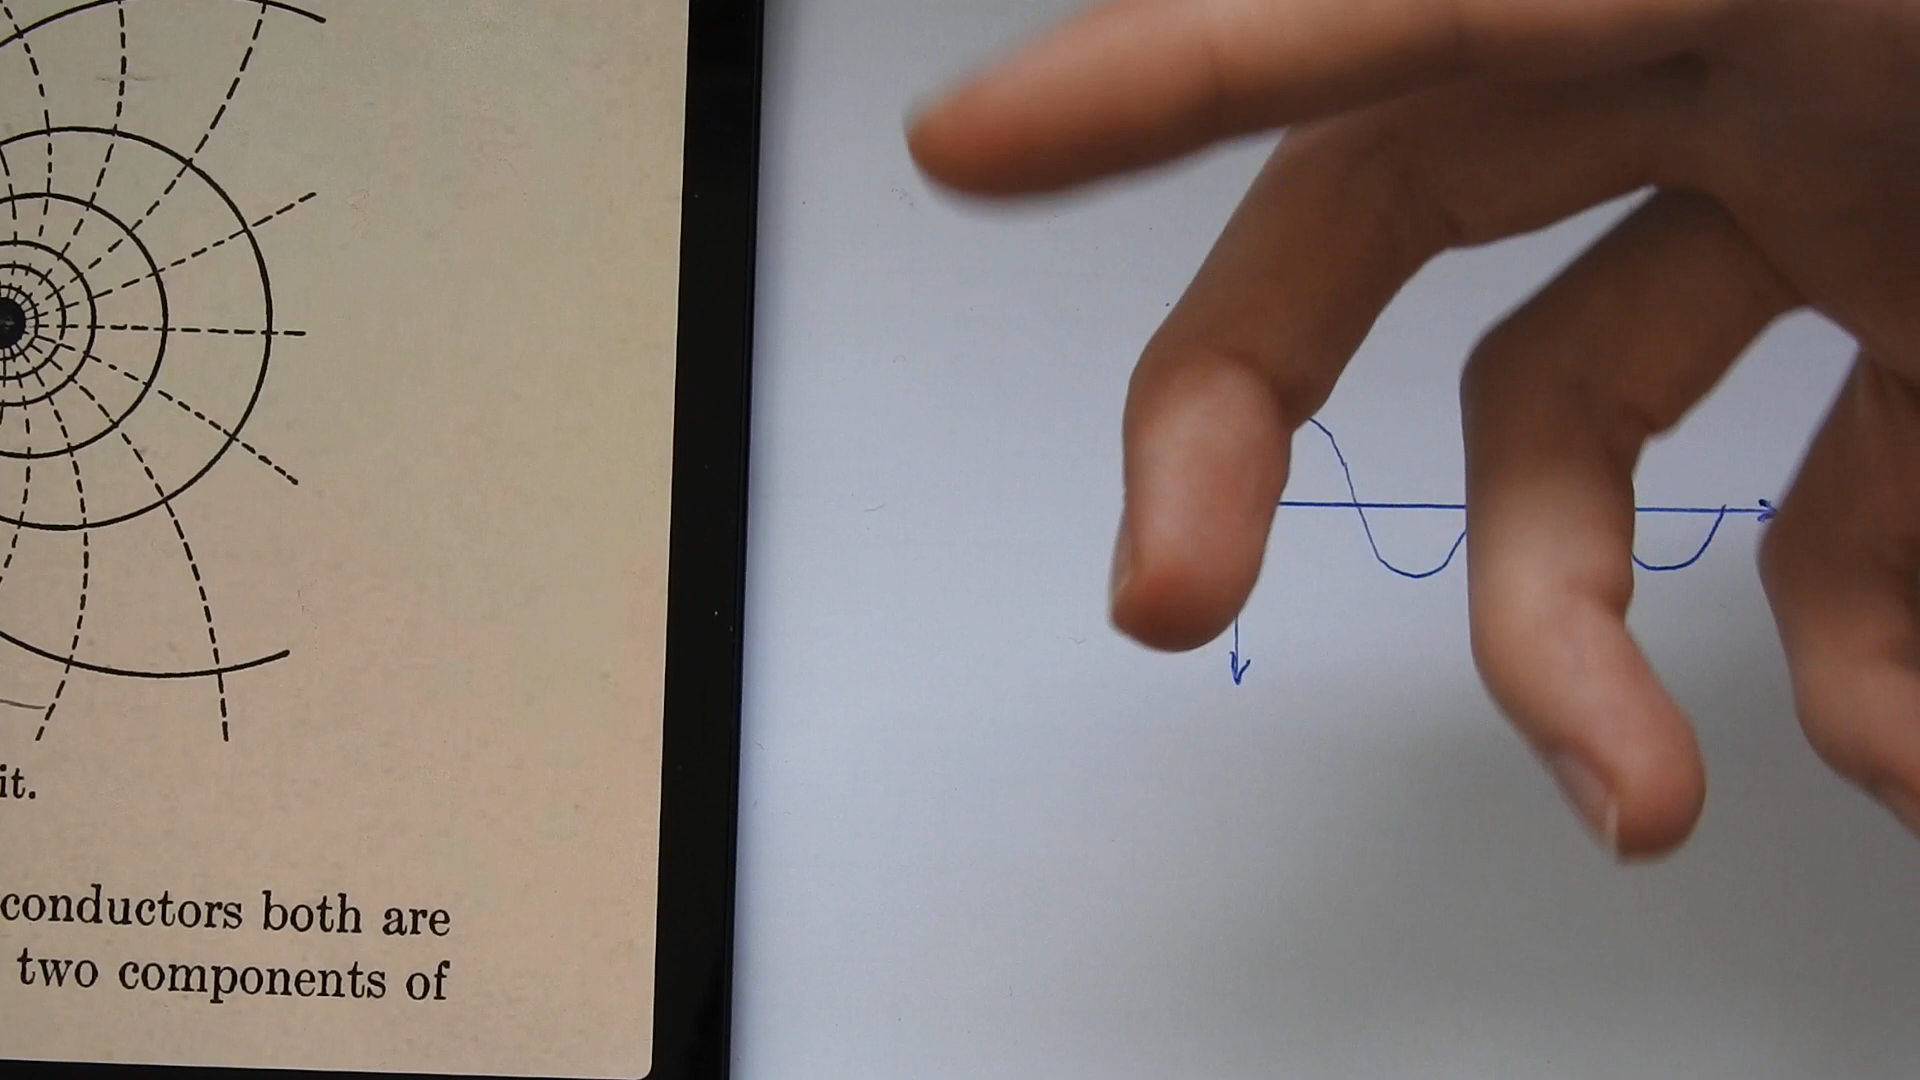 it.
conductors both are
two components of